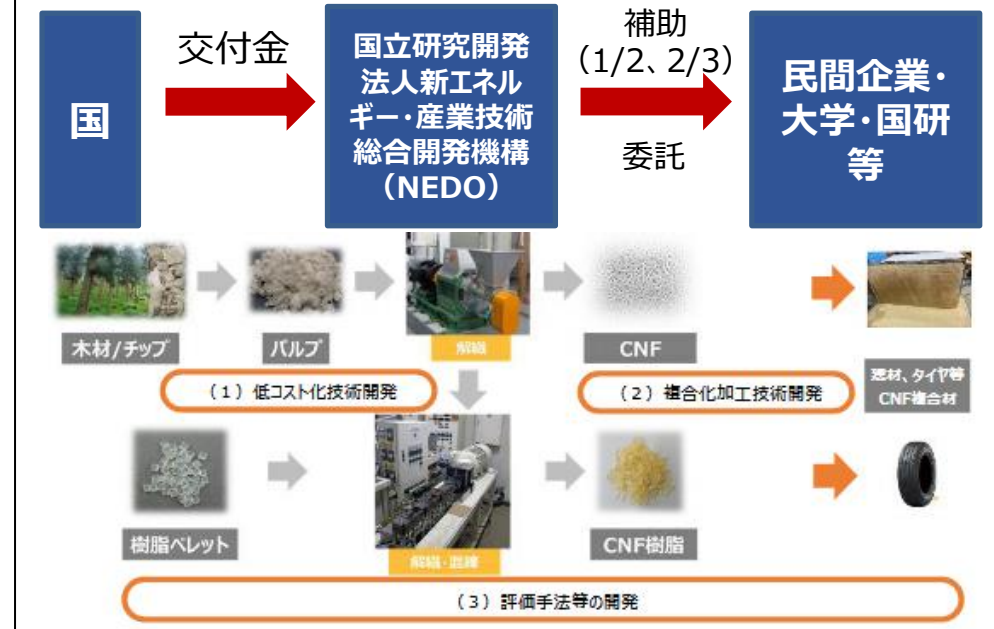 国
交付金
国立研究開発
法人新エネル
ギー・産業技術
総合開発機構
（NEDO）
補助
（1/2、2/3）
委託
民間企業・
大学・国研
等
木材/チップ
パルプ
解繊
CNF
（１）低コスト化技術開発
（２）複合化加工技術開発
建材、タイヤ等
CNF複合材
樹脂ペレット
解繊・混練
CNF樹脂
（３）評価手法等の開発